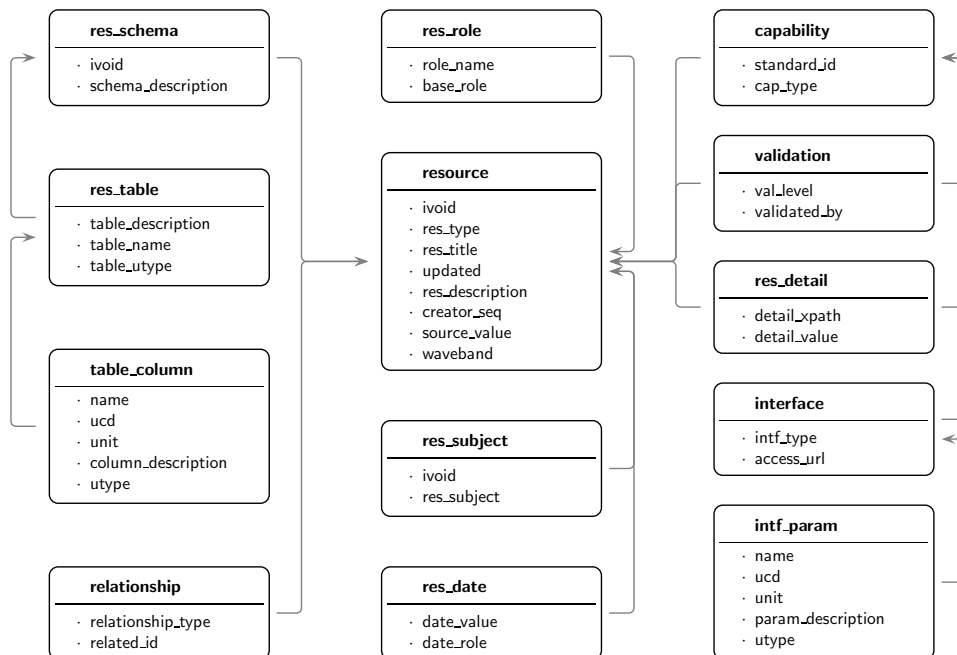 res_schema
· ivoid
· schema_description
res_table
· table_description
· table_name
· table_utype
table_column
· name
· ucd
· unit
· column_description
· utype
relationship
· relationship_type
· related_id
res_role
· role_name
· base_role
resource
· ivoid
· res_type
· res_title
· updated
· res_description
· creator_seq
· source_value
· waveband
res_subject
· ivoid
· res_subject
res_date
· date_value
· date_role
capability
· standard_id
· cap_type
validation
· val_level
· validated_by
res_detail
· detail_xpath
· detail_value
interface
· intf_type
· access_url
intf_param
· name
· ucd
· unit
· param_description
· utype